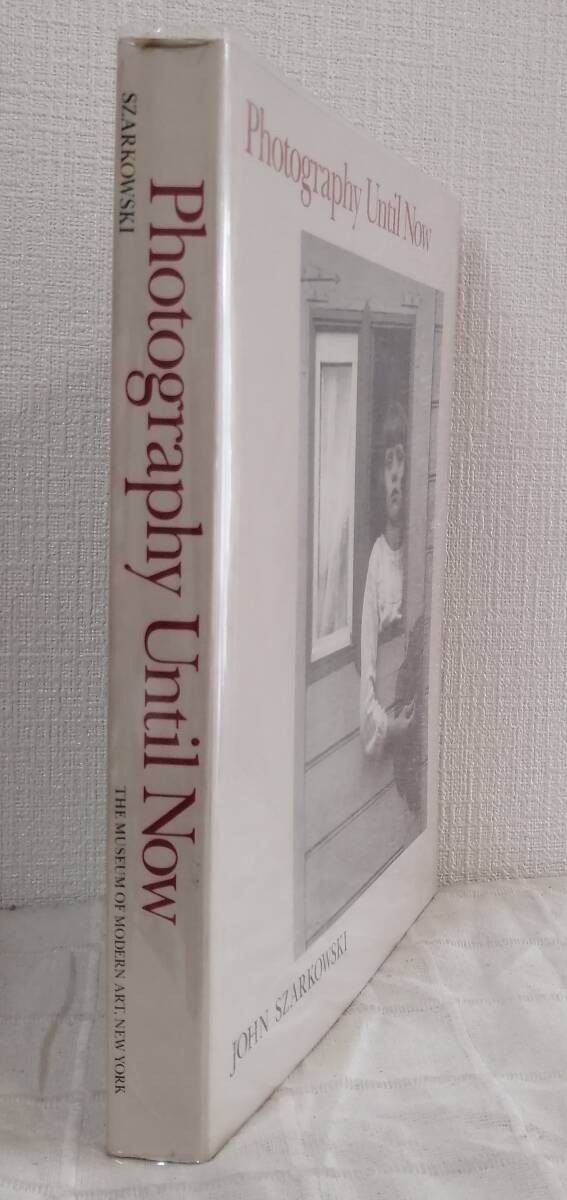 SZARKOWSKI
Photography Until Now
THE MUSEUM OF MODERN ART, NEW YORK
Photography Until Now
JOHN SZARKOWSKI